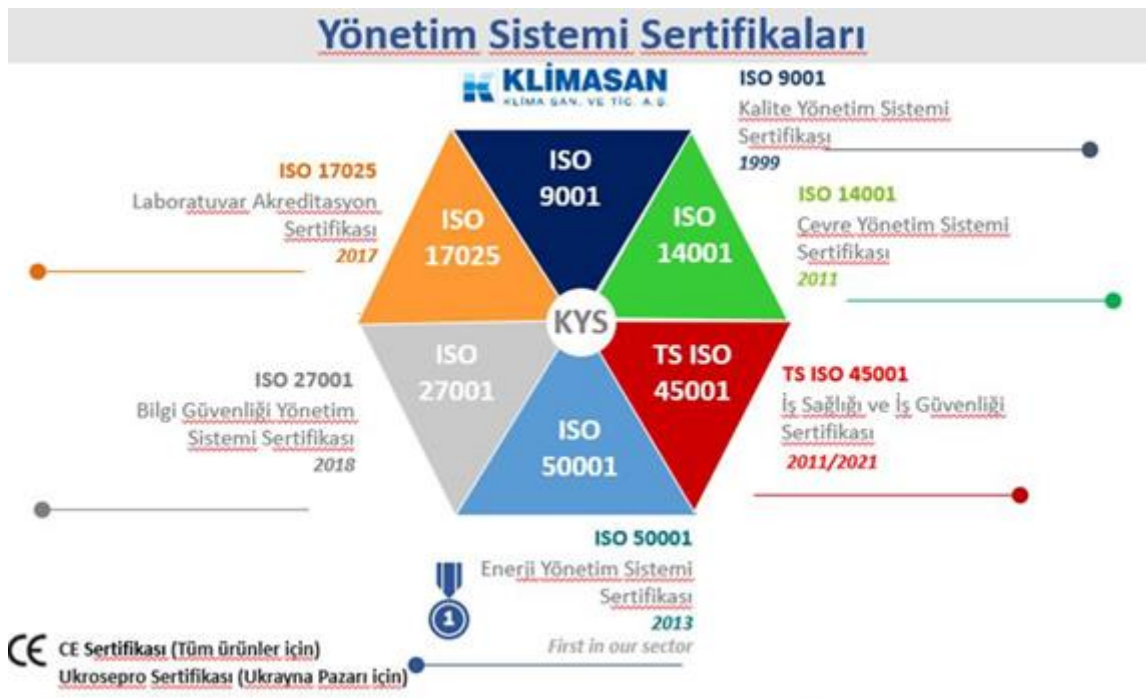 Yönetim Sistemi Sertifikaları
KLİMASAN
KLİMA SAN. VE TİC. A.Ş.
ISO 9001
Kalite Yönetim Sistemi
Sertifikası
1999
ISO 14001
Çevre Yönetim Sistemi
Sertifikası
2011
TS ISO 45001
İş Sağlığı ve İş Güvenliği
Sertifikası
2011/2021
ISO 50001
Enerji Yönetim Sistemi
Sertifikası
2013
First in our sector
1
ISO 27001
Bilgi Güvenliği Yönetim
Sistemi Sertifikası
2018
ISO 17025
Laboratuvar Akreditasyon
Sertifikası
2017
ISO
9001
ISO
14001
TS ISO
45001
ISO
50001
ISO
27001
ISO
17025
KYS
CE CE Sertifikası (Tüm ürünler için)
Ukrosepro Sertifikası (Ukrayna Pazarı için)